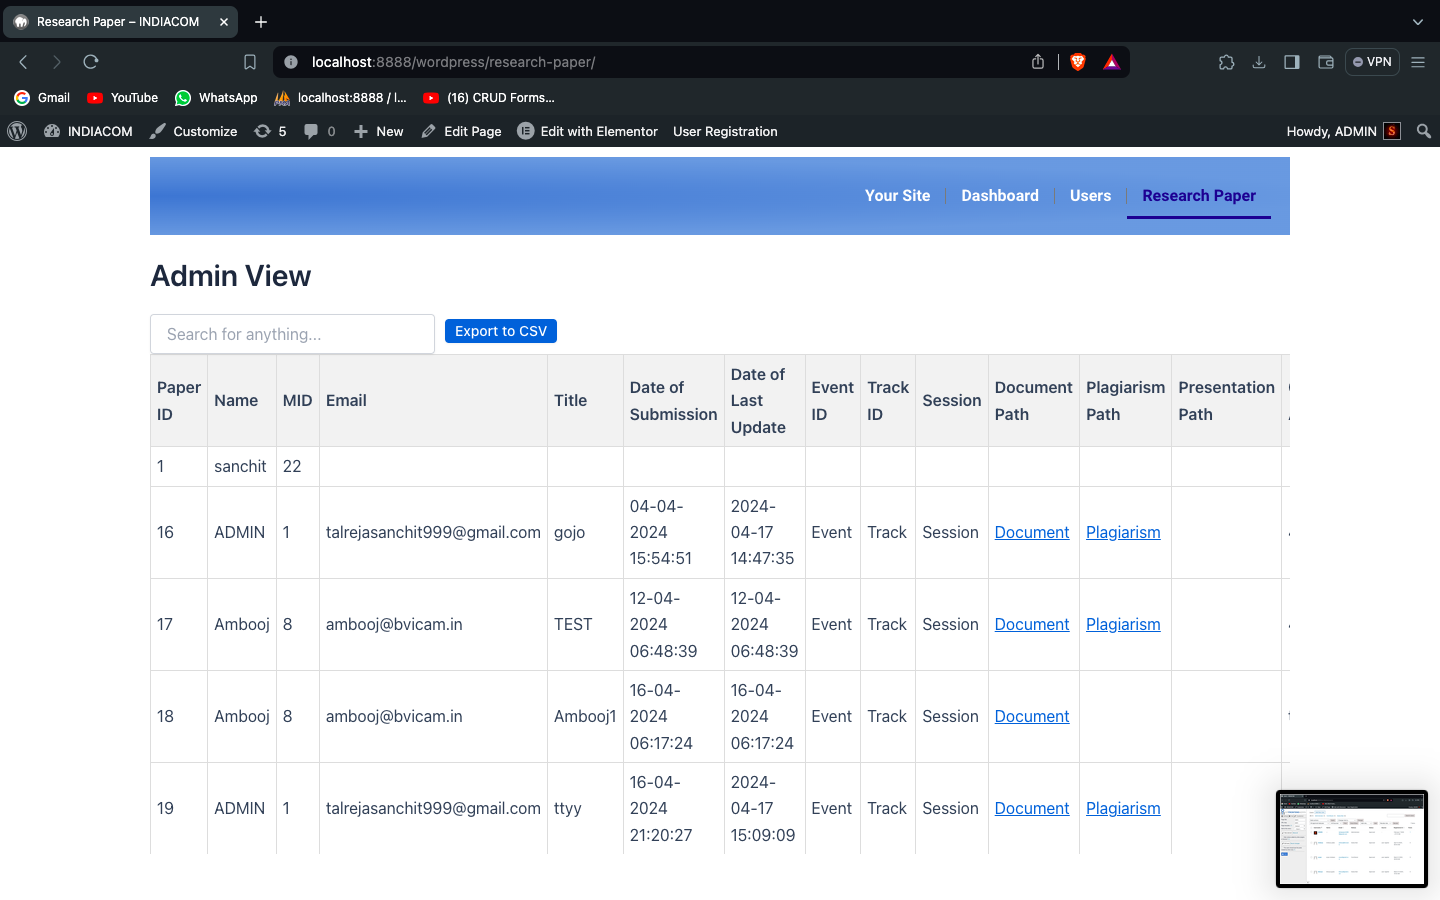 Research Paper – INDIACOM
localhost:8888/wordpress/research-paper/
VPN
Gmail YouTube WhatsApp localhost:8888 / l... (16) CRUD Forms...
INDIACOM Customize 5 0 New Edit Page Edit with Elementor User Registration Howdy, ADMIN
Your Site Dashboard Users Research Paper
Admin View
Search for anything... Export to CSV
Paper ID Name MID Email Title Date of Submission Date of Last Update Event ID Track ID Session Document Path Plagiarism Path Presentation Path
1 sanchit 22
16 ADMIN 1 talrejasanchit999@gmail.com gojo 04-04-2024 15:54:51 2024-04-17 14:47:35 Event Track Session Document Plagiarism
17 Ambooj 8 ambooj@bvicam.in TEST 12-04-2024 06:48:39 12-04-2024 06:48:39 Event Track Session Document Plagiarism
18 Ambooj 8 ambooj@bvicam.in Ambooj1 16-04-2024 06:17:24 16-04-2024 06:17:24 Event Track Session Document
19 ADMIN 1 talrejasanchit999@gmail.com ttyy 16-04-2024 21:20:27 2024-04-17 15:09:09 Event Track Session Document Plagiarism